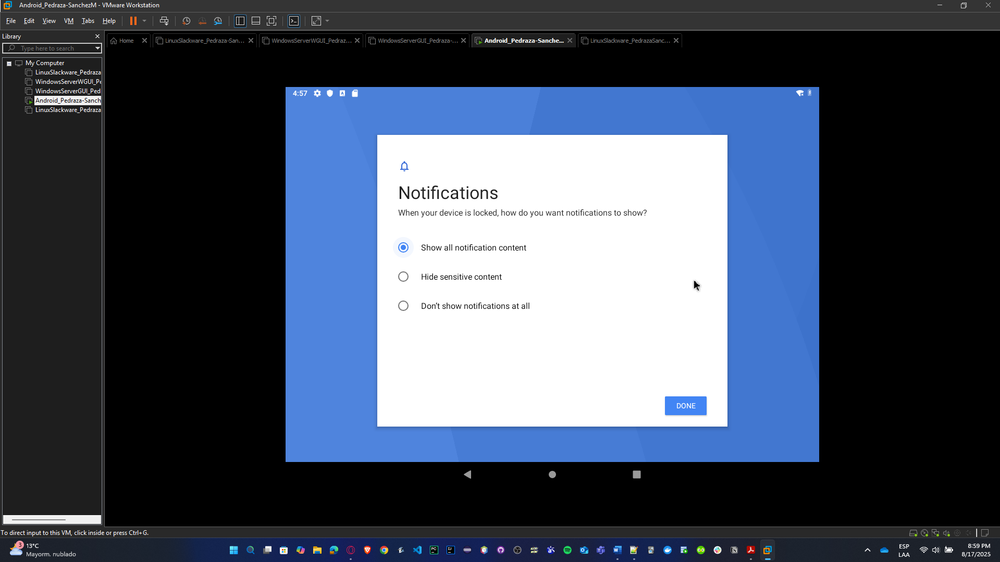 Android_Pedraza-SanchezM - VMware Workstation
File Edit View VM Tabs Help
Library
Type here to search
My Computer
LinuxSlackware_Pedraza
WindowsServerWGUI_Pe
WindowsServerGUI_Ped
Android_Pedraza-Sanch
LinuxSlackware_Pedraza
Home
LinuxSlackware_Pedraza-San...
WindowsServerWGUI_Pedraz...
WindowsServerGUI_Pedraza-...
Android_Pedraza-Sanche...
LinuxSlackware_PedrazaSanc...
4:57
Notifications
When your device is locked, how do you want notifications to show?
Show all notification content
Hide sensitive content
Don’t show notifications at all
DONE
To direct input to this VM, click inside or press Ctrl+G.
3
13°C
Mayorm. nublado
ESP
LAA
8:59 PM
8/17/2025